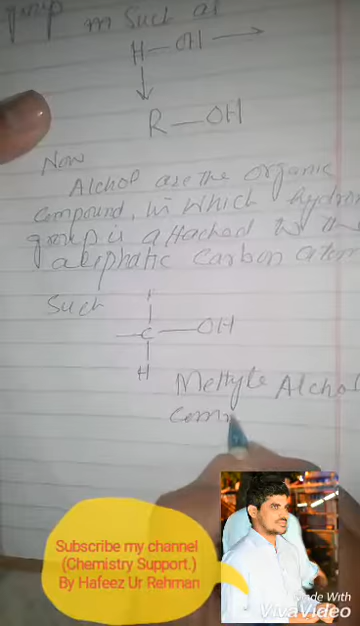 group in such as
H—OH
R—OH
Now
Alchol are the organic
compound, in which hydro
group is attached to the
aliphatic Carbon atom
Such
C—OH
H
Methyle Alchol
com
Subscribe my channel
(Chemistry Support.)
By Hafeez Ur Rehman
Made With
VivaVideo